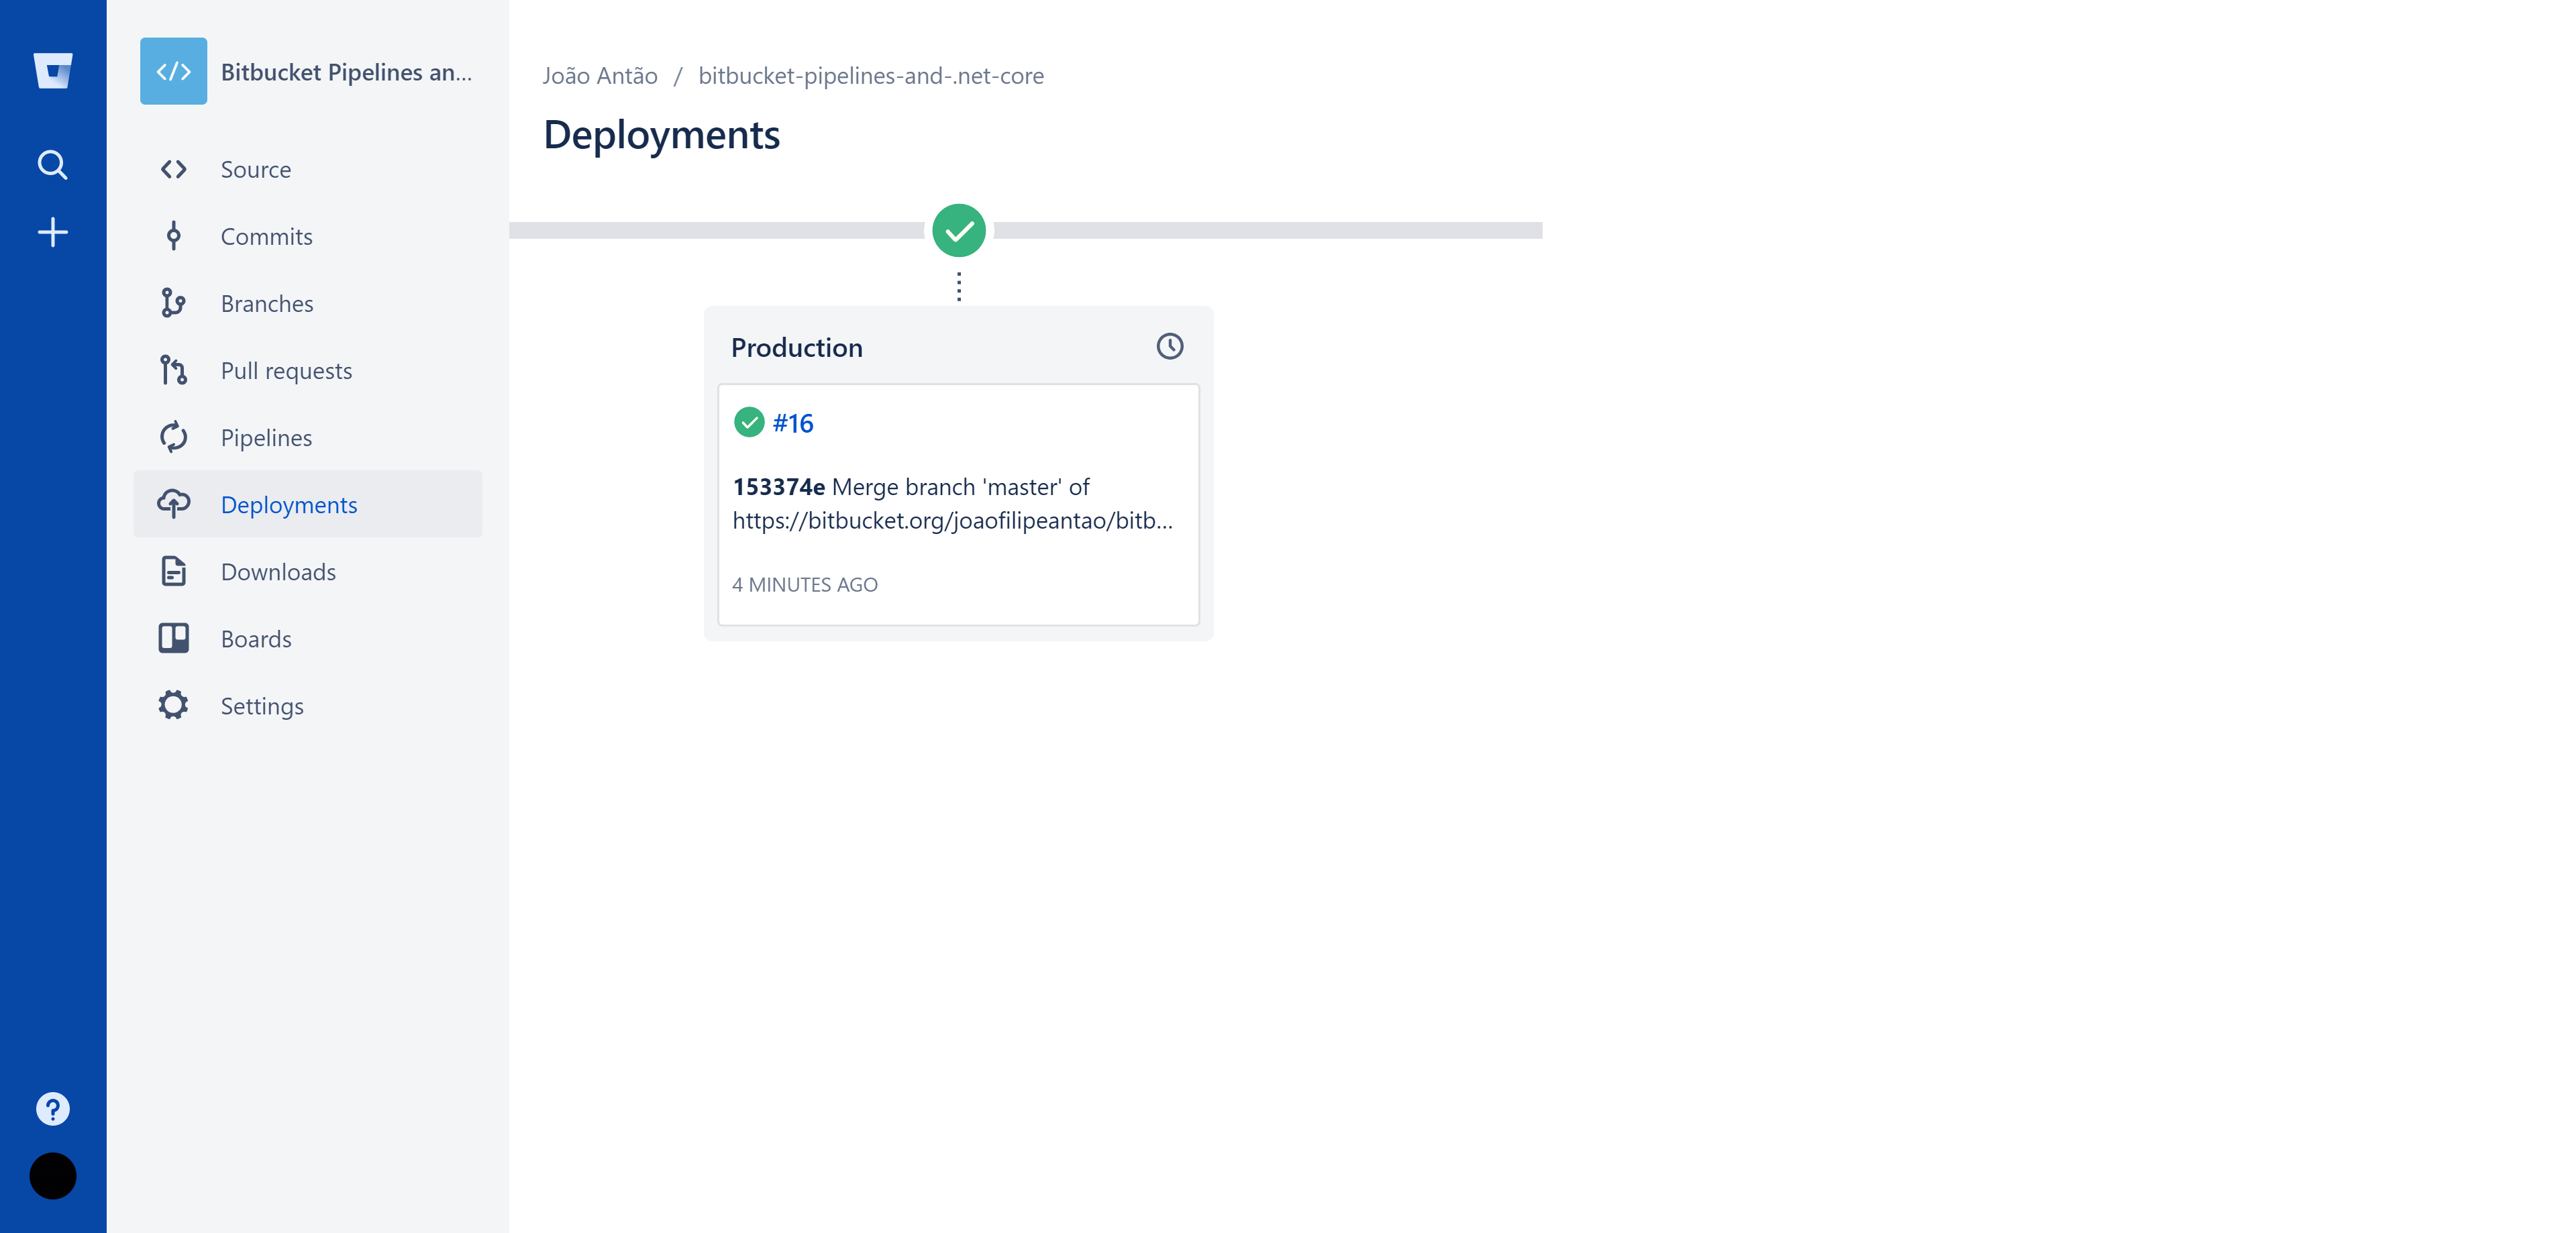 Bitbucket Pipelines an...
Source
Commits
Branches
Pull requests
Pipelines
Deployments
Downloads
Boards
Settings
João Antão / bitbucket-pipelines-and-.net-core
Deployments
Production
#16
153374e Merge branch 'master' of
https://bitbucket.org/joaofilipeantao/bitb...
4 MINUTES AGO